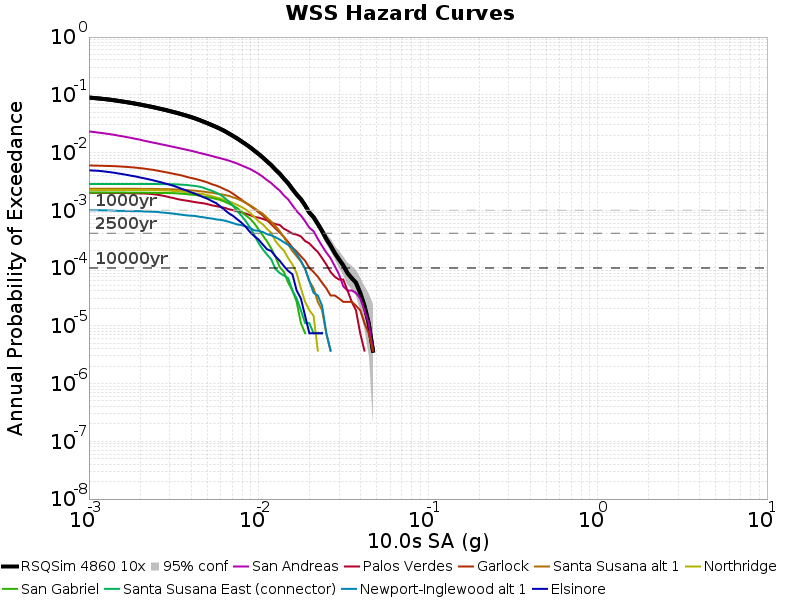 WSS Hazard Curves
Annual Probability of Exceedance
10^0
10^-1
10^-2
10^-3
10^-4
10^-5
10^-6
10^-7
10^-8
1000yr
2500yr
10000yr
10^-3 10^-2 10^-1 10^0 10^1
10.0s SA (g)
RSQSim 4860 10x 95% conf San Andreas Palos Verdes Garlock Santa Susana alt 1 Northridge
San Gabriel Santa Susana East (connector) Newport-Inglewood alt 1 Elsinore